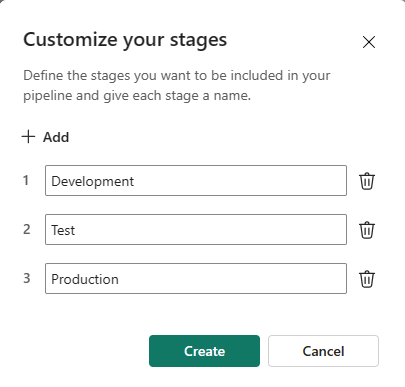 Customize your stages
Define the stages you want to be included in your
pipeline and give each stage a name.
Add
1 Development
2 Test
3 Production
Create Cancel